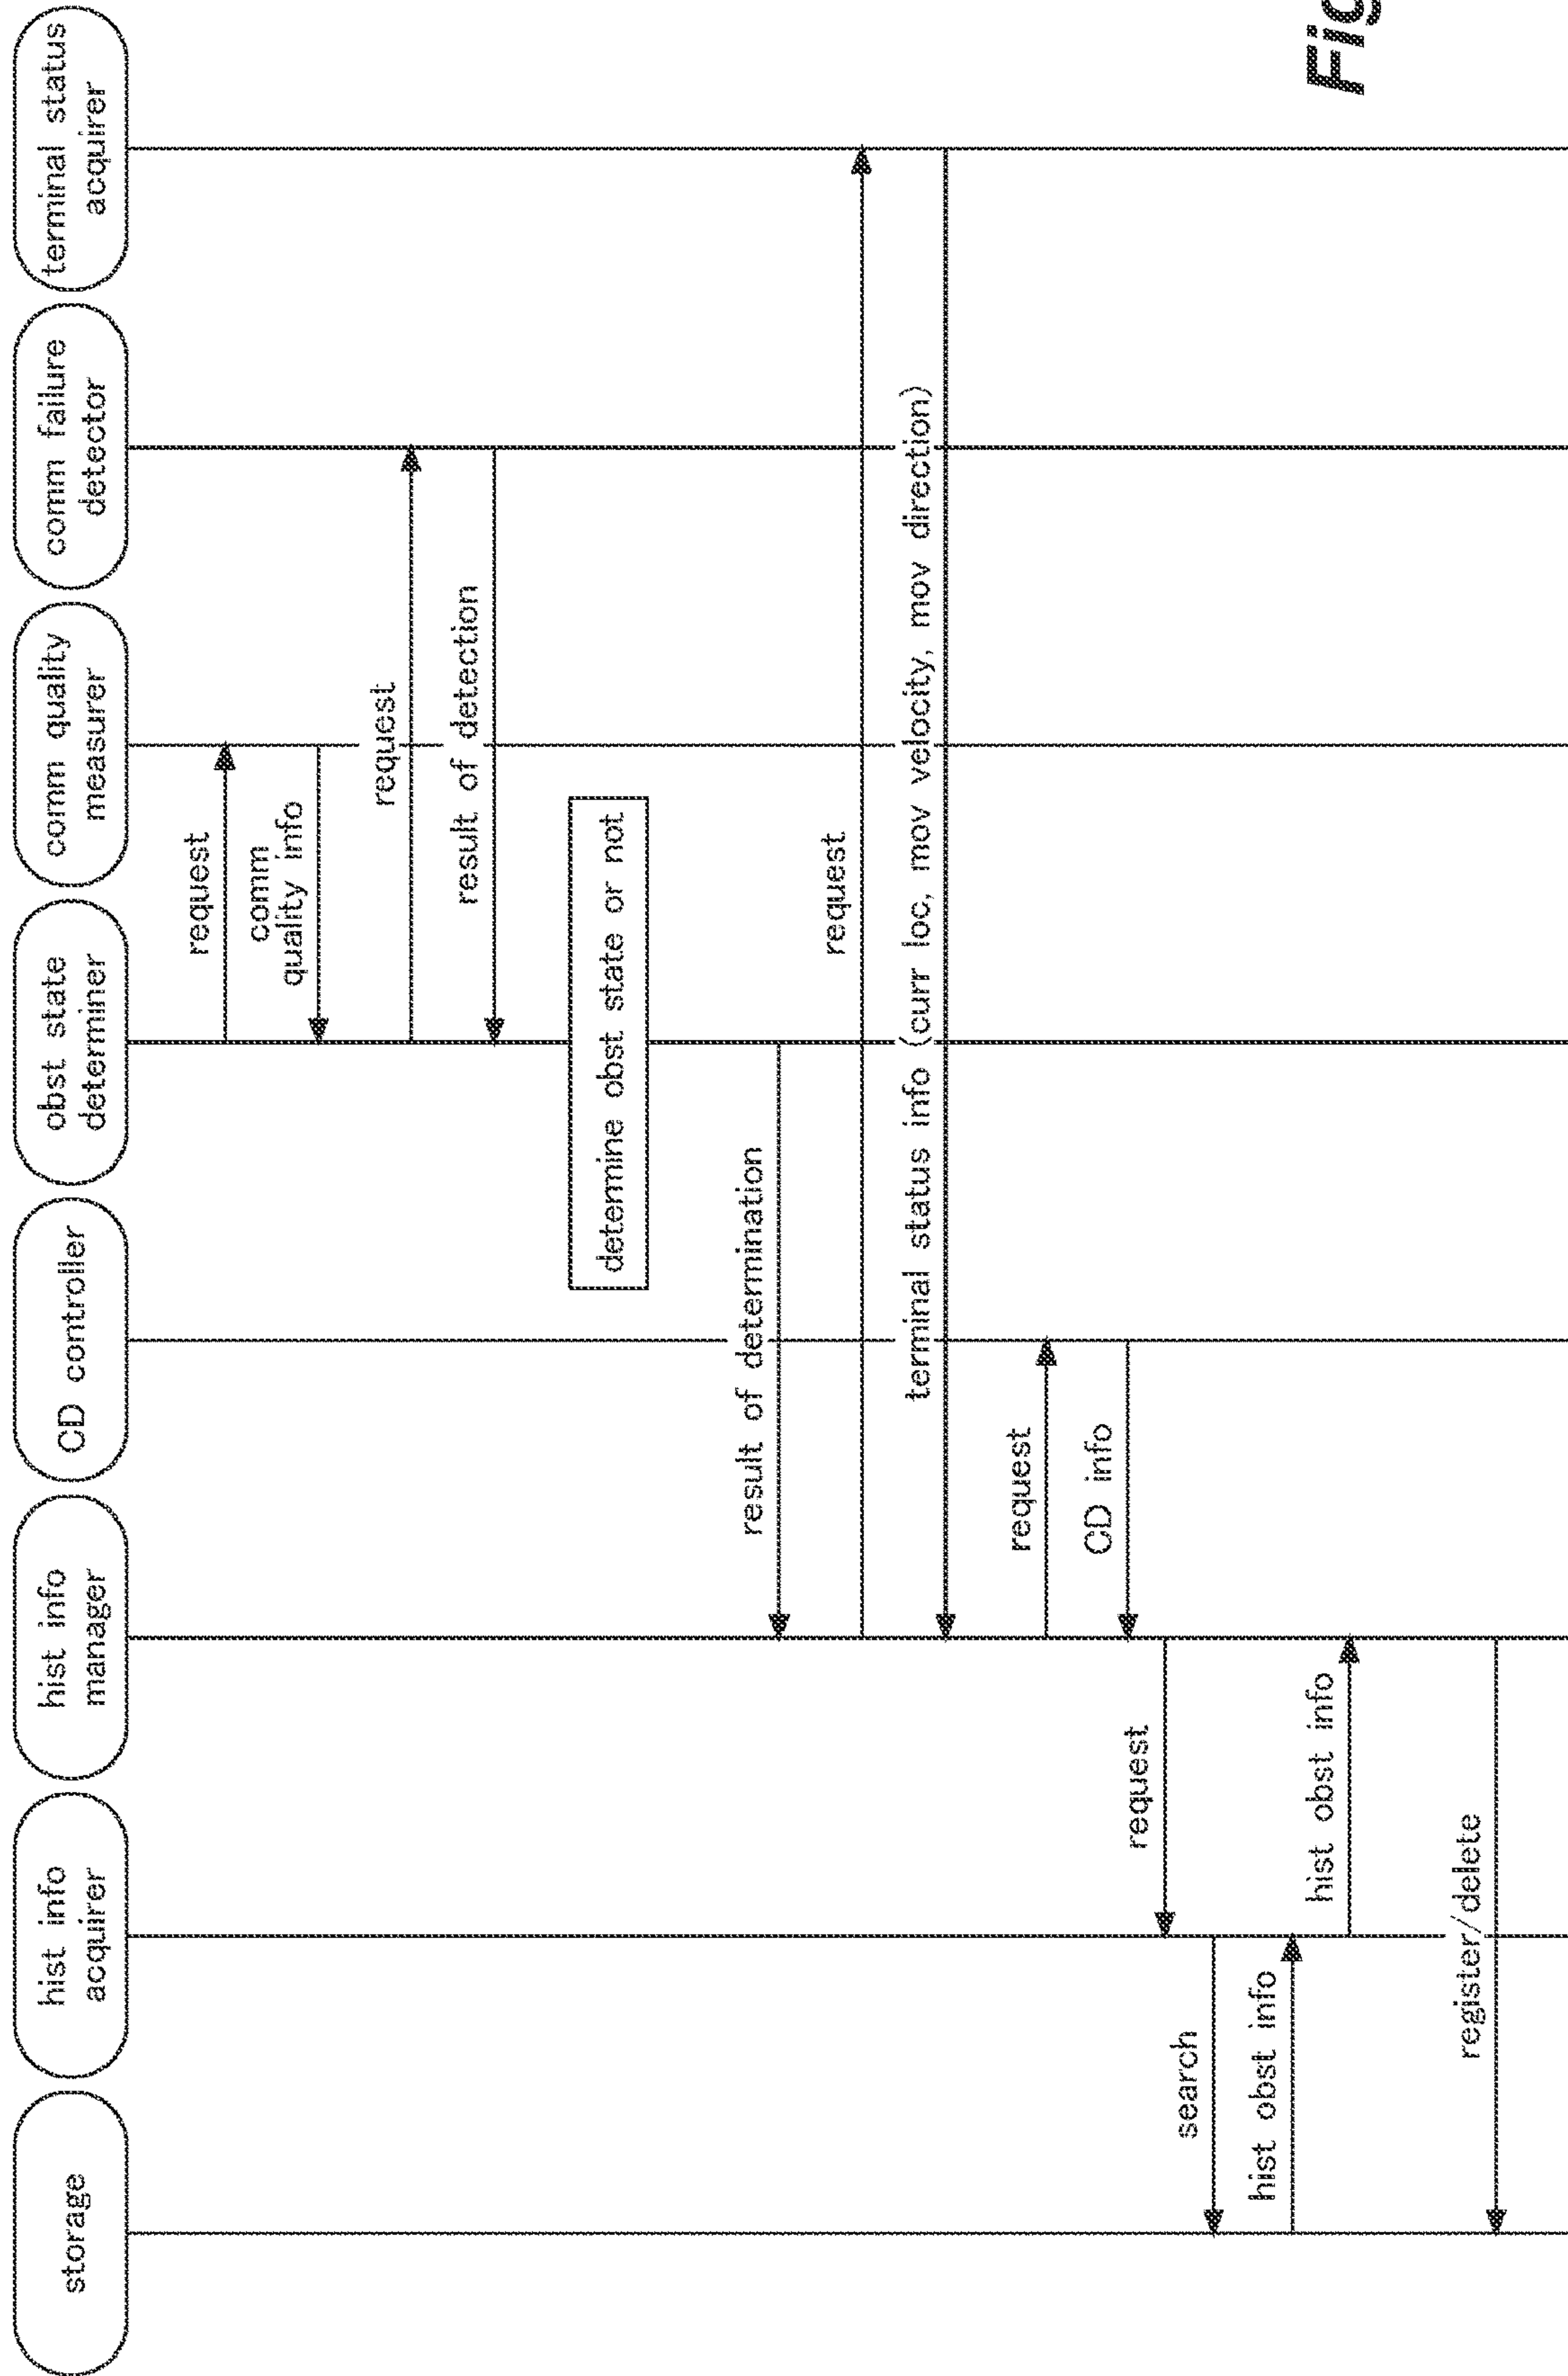 storage
hist info
acquirer
hist info
manager
CD controller
obst state
determiner
comm quality
measurer
comm failure
detector
terminal status
acquirer
request
comm
quality info
request
result of detection
determine obst state or not
result of determination
request
terminal status info (curr loc, mov velocity, mov direction)
request
CD info
request
search
hist obst info
hist obst info
register/delete
Fig